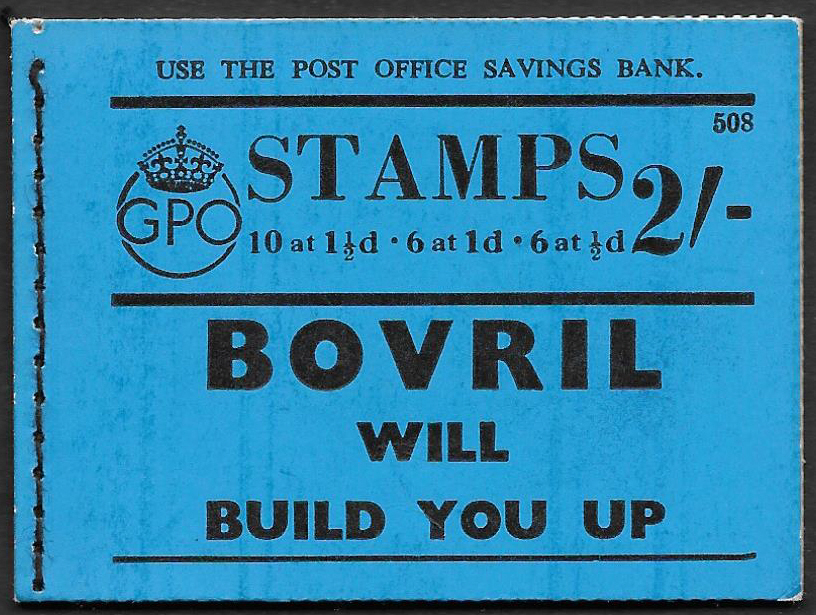 USE THE POST OFFICE SAVINGS BANK.
508
GPO STAMPS 2/-
10 at 1½d · 6 at 1d · 6 at ½d
BOVRIL
WILL
BUILD YOU UP